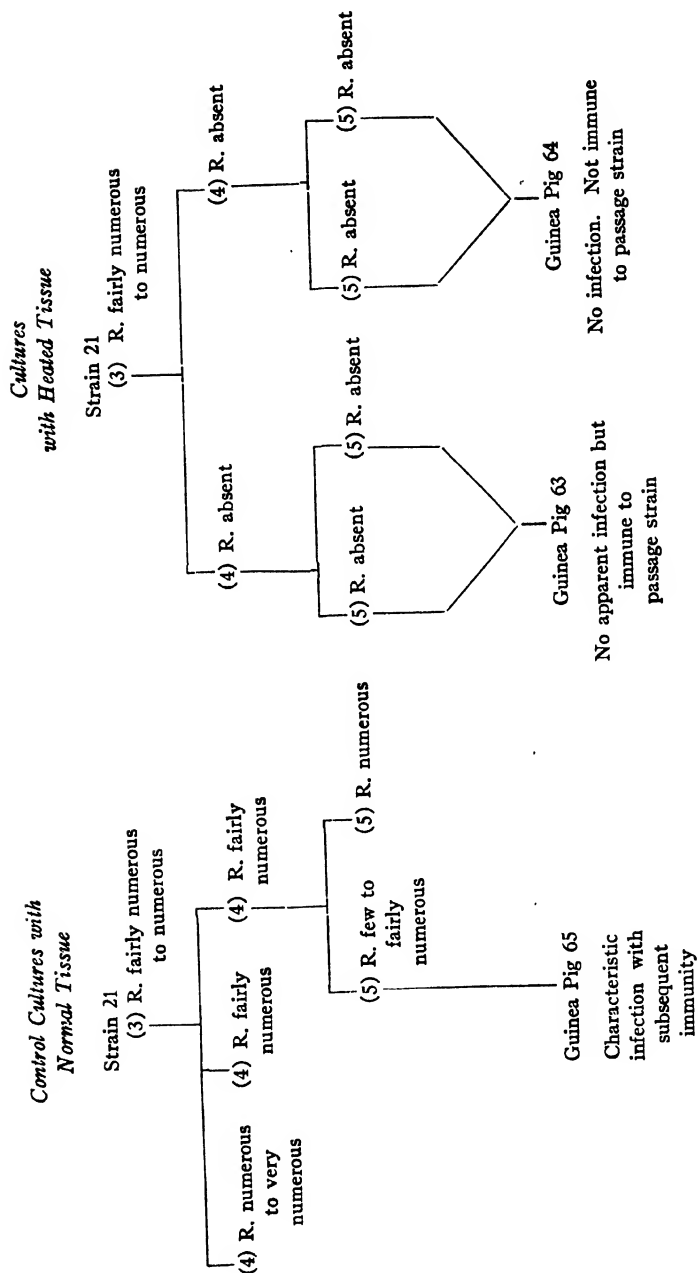 Control Cultures with
Normal Tissue
Strain 21
(3) R. fairly numerous
to numerous
(4) R. numerous
to very
numerous
(4) R. fairly
numerous
(4) R. fairly
numerous
(5) R. few to
fairly
numerous
(5) R. numerous
Guinea Pig 65
Characteristic
infection with
subsequent
immunity
Cultures
with Heated Tissue
Strain 21
(3) R. fairly numerous
to numerous
(4) R. absent
(4) R. absent
(5) R. absent
(5) R. absent
(5) R. absent
(5) R. absent
Guinea Pig 63
No apparent infection but
immune to
passage strain
Guinea Pig 64
No infection. Not immune
to passage strain